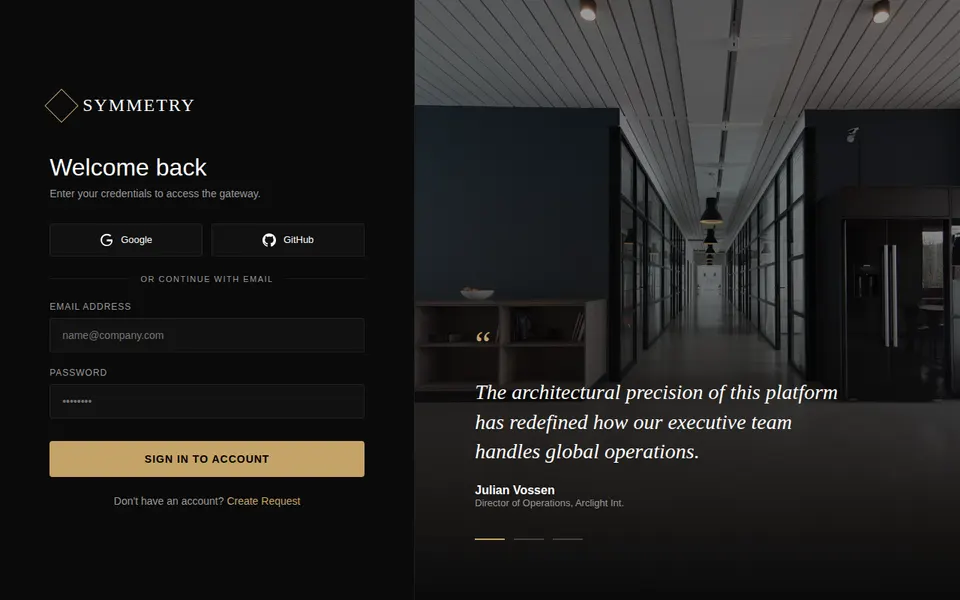 SYMMETRY
Welcome back
Enter your credentials to access the gateway.
Google
GitHub
OR CONTINUE WITH EMAIL
EMAIL ADDRESS
name@company.com
PASSWORD
••••••••
SIGN IN TO ACCOUNT
Don't have an account? Create Request
“
The architectural precision of this platform
has redefined how our executive team
handles global operations.
Julian Vossen
Director of Operations, Arclight Int.